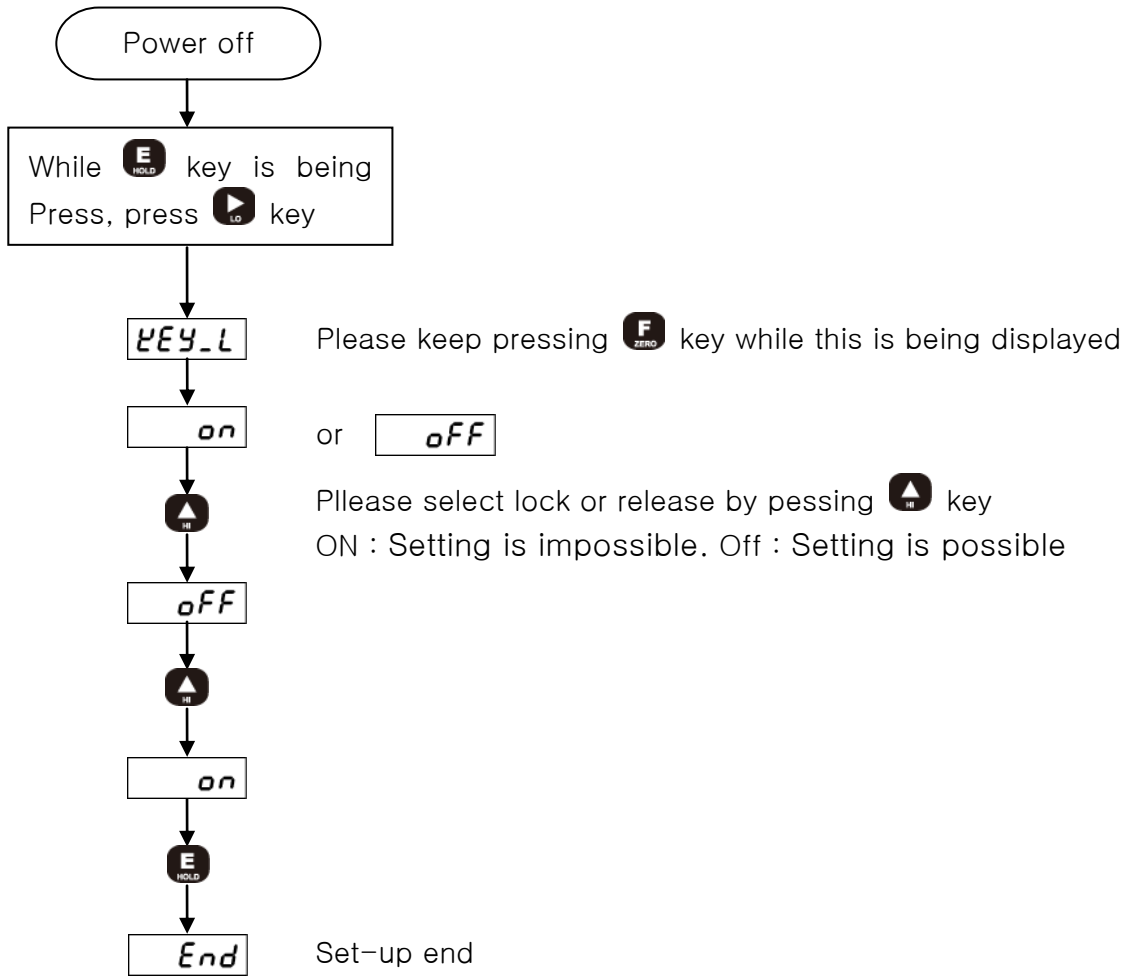 Power off
While E HOLD key is being
Press, press LO key
KEY_L Please keep pressing F ZERO key while this is being displayed
on or oFF
HI Pllease select lock or release by pessing HI key
ON : Setting is impossible. Off : Setting is possible
oFF
HI
on
E HOLD
End Set-up end